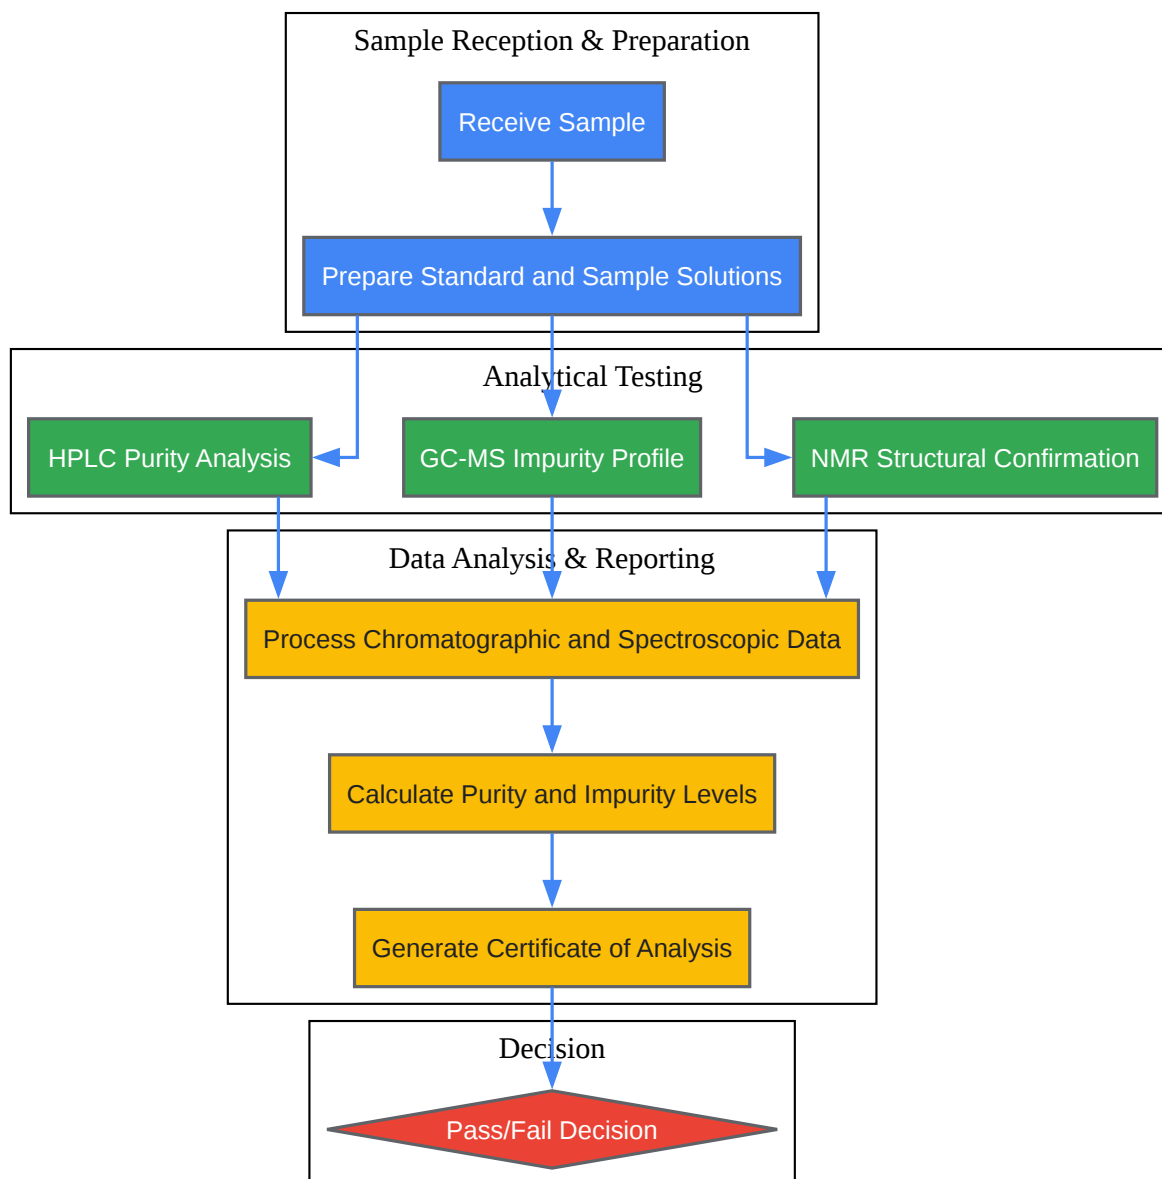 Sample Reception & Preparation
Receive Sample
Prepare Standard and Sample Solutions
Analytical Testing
HPLC Purity Analysis
GC-MS Impurity Profile
NMR Structural Confirmation
Data Analysis & Reporting
Process Chromatographic and Spectroscopic Data
Calculate Purity and Impurity Levels
Generate Certificate of Analysis
Decision
Pass/Fail Decision